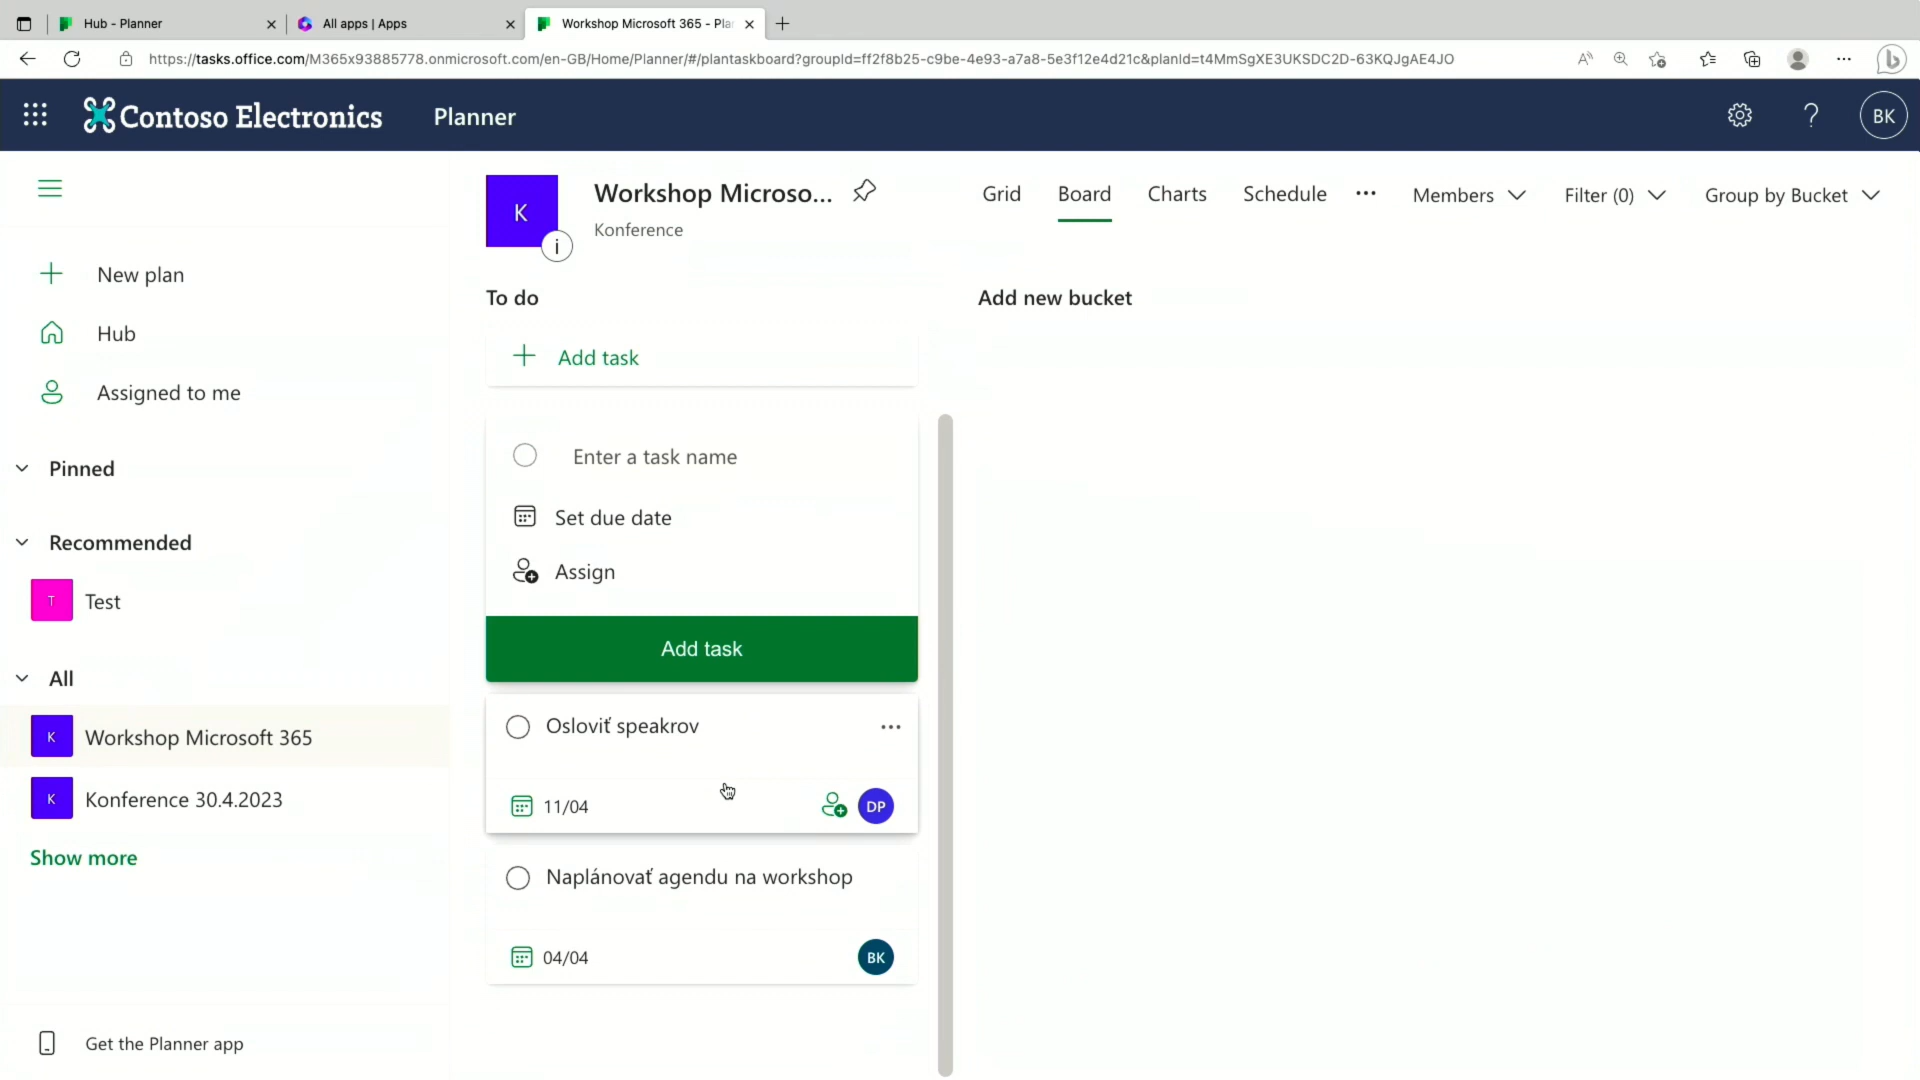 Hub - Planner
All apps | Apps
Workshop Microsoft 365 - Pla
https://tasks.office.com/M365x93885778.onmicrosoft.com/en-GB/Home/Planner/#/plantaskboard?groupId=ff2f8b25-c9be-4e93-a7a8-5e3f12e4d21c&planId=t4MmSgXE3UKSDC2D-63KQJgAE4JO
Contoso Electronics
Planner
BK
New plan
Hub
Assigned to me
Pinned
Recommended
T
Test
All
K
Workshop Microsoft 365
K
Konference 30.4.2023
Show more
Get the Planner app
K
Workshop Microso...
Konference
Grid
Board
Charts
Schedule
Members
Filter (0)
Group by Bucket
To do
Add task
Enter a task name
Set due date
Assign
Add task
Osloviť speakrov
11/04
DP
Naplánovať agendu na workshop
04/04
BK
Add new bucket